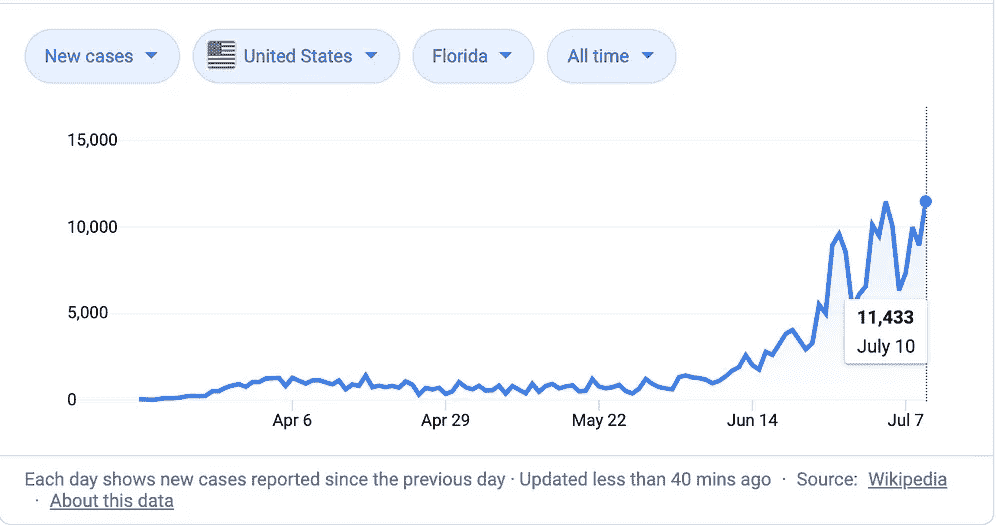 New cases United States Florida All time
15,000
10,000
5,000
0
11,433
July 10
Apr 6 Apr 29 May 22 Jun 14 Jul 7
Each day shows new cases reported since the previous day · Updated less than 40 mins ago · Source: Wikipedia
· About this data